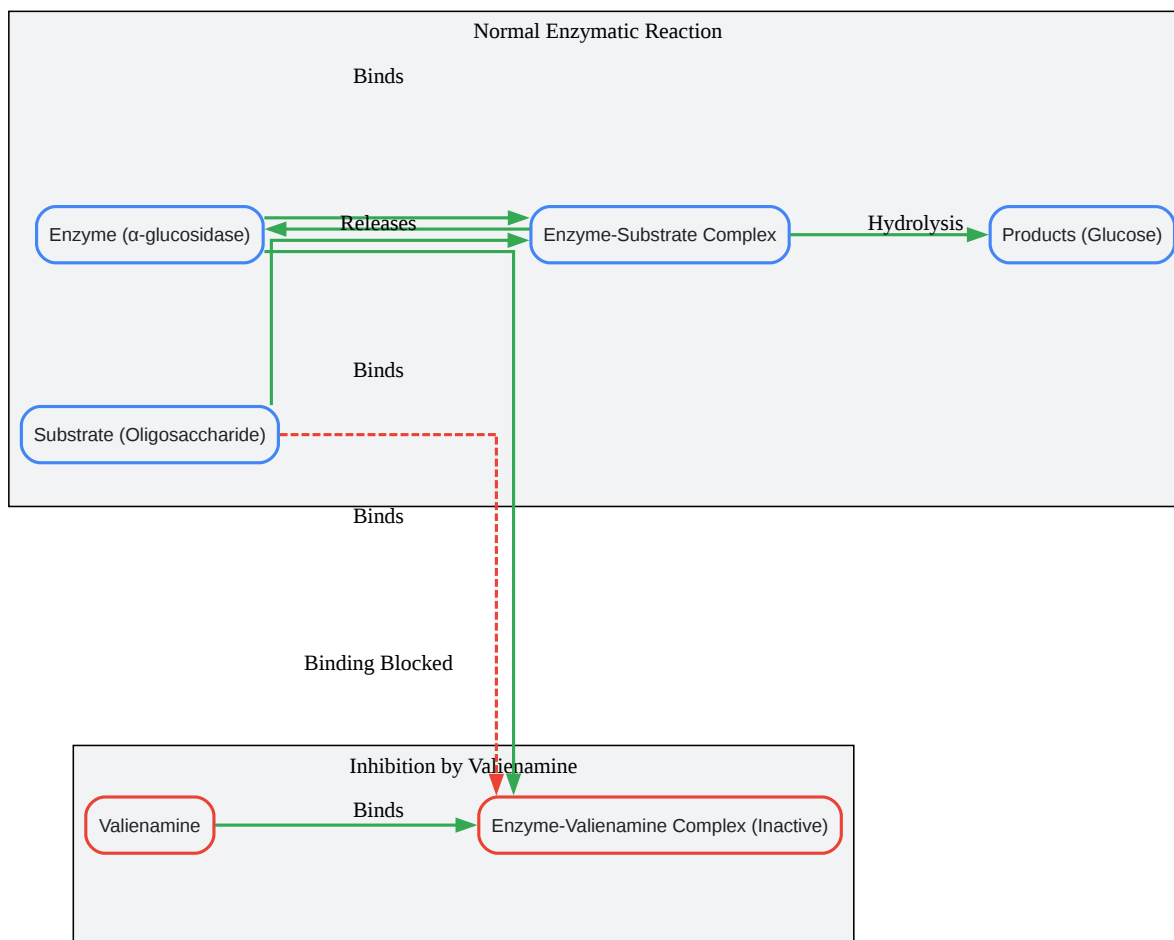 Normal Enzymatic Reaction
Binds
Enzyme (α-glucosidase)
Releases
Enzyme-Substrate Complex
Hydrolysis
Products (Glucose)
Binds
Substrate (Oligosaccharide)
Binds
Binding Blocked
Inhibition by Valienamine
Valienamine
Binds
Enzyme-Valienamine Complex (Inactive)